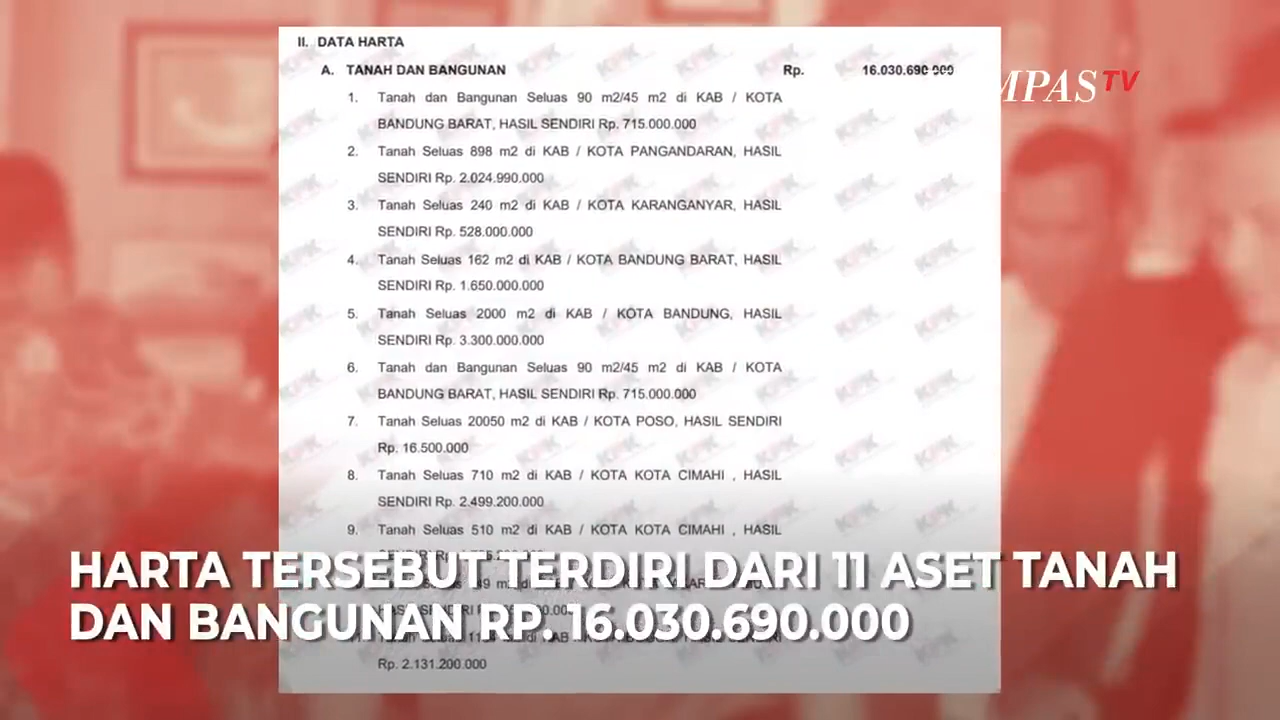 II. DATA HARTA
A. TANAH DAN BANGUNAN Rp. 16.030.690.000
MPAS TV
1. Tanah dan Bangunan Seluas 90 m2/45 m2 di KAB / KOTA
BANDUNG BARAT, HASIL SENDIRI Rp. 715.000.000
2. Tanah Seluas 898 m2 di KAB / KOTA PANGANDARAN, HASIL
SENDIRI Rp. 2.024.990.000
3. Tanah Seluas 240 m2 di KAB / KOTA KARANGANYAR, HASIL
SENDIRI Rp. 528.000.000
4. Tanah Seluas 162 m2 di KAB / KOTA BANDUNG BARAT, HASIL
SENDIRI Rp. 1.650.000.000
5. Tanah Seluas 2000 m2 di KAB / KOTA BANDUNG, HASIL
SENDIRI Rp. 3.300.000.000
6. Tanah dan Bangunan Seluas 90 m2/45 m2 di KAB / KOTA
BANDUNG BARAT, HASIL SENDIRI Rp. 715.000.000
7. Tanah Seluas 20050 m2 di KAB / KOTA POSO, HASIL SENDIRI
Rp. 16.500.000
8. Tanah Seluas 710 m2 di KAB / KOTA KOTA CIMAHI , HASIL
SENDIRI Rp. 2.499.200.000
9. Tanah Seluas 510 m2 di KAB / KOTA KOTA CIMAHI , HASIL
HARTA TERSEBUT TERDIRI DARI 11 ASET TANAH
DAN BANGUNAN RP. 16.030.690.000
Rp. 2.131.200.000